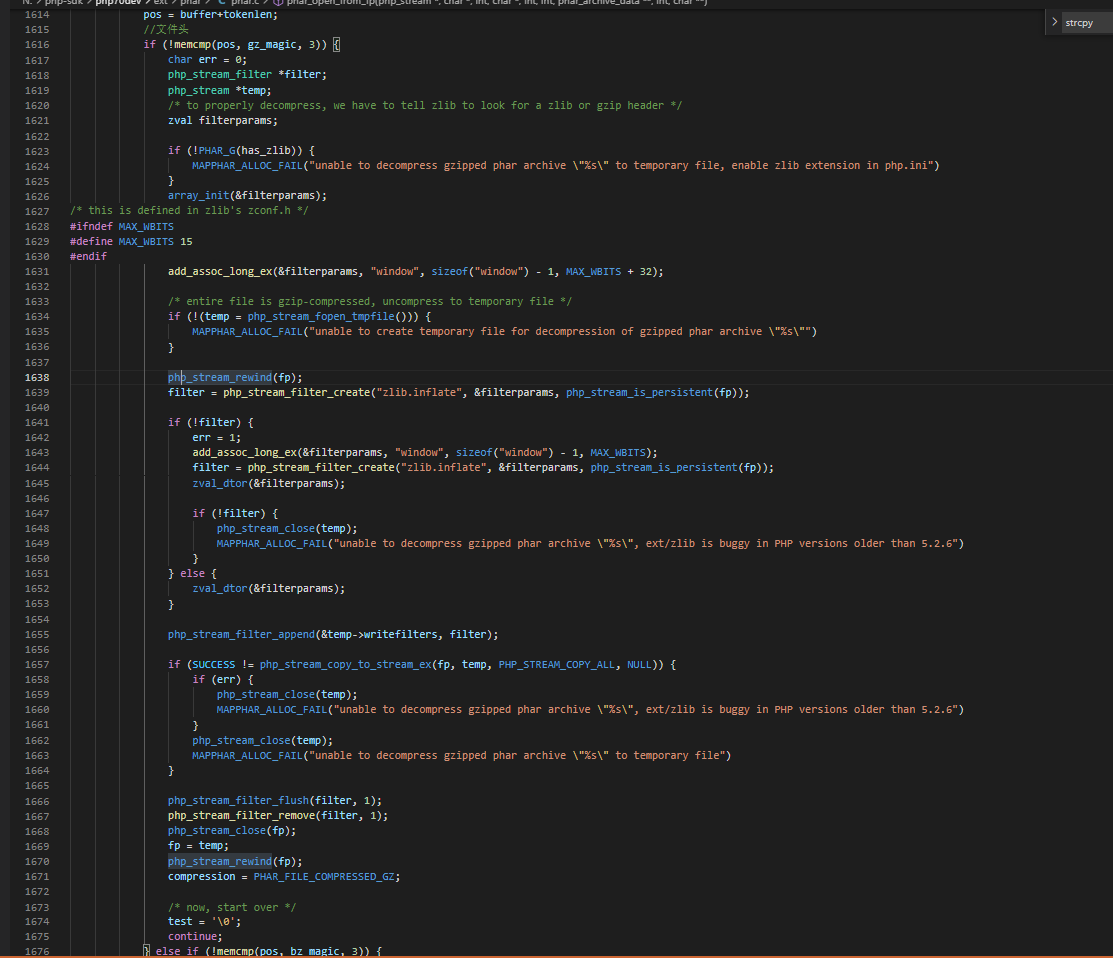 php-sdk > php70dev > ext > phar > C phar.c > phar_open_from_fp(php_stream *, char *, int, char *, int, int, phar_archive_data **, int, char **)
> strcpy
1614 pos = buffer+tokenlen;
1615 //文件头
1616 if (!memcmp(pos, gz_magic, 3)) {
1617 char err = 0;
1618 php_stream_filter *filter;
1619 php_stream *temp;
1620 /* to properly decompress, we have to tell zlib to look for a zlib or gzip header */
1621 zval filterparams;
1622
1623 if (!PHAR_G(has_zlib)) {
1624 MAPPHAR_ALLOC_FAIL("unable to decompress gzipped phar archive \"%s\" to temporary file, enable zlib extension in php.ini")
1625 }
1626 array_init(&filterparams);
1627 /* this is defined in zlib's zconf.h */
1628 #ifndef MAX_WBITS
1629 #define MAX_WBITS 15
1630 #endif
1631 add_assoc_long_ex(&filterparams, "window", sizeof("window") - 1, MAX_WBITS + 32);
1632
1633 /* entire file is gzip-compressed, uncompress to temporary file */
1634 if (!(temp = php_stream_fopen_tmpfile())) {
1635 MAPPHAR_ALLOC_FAIL("unable to create temporary file for decompression of gzipped phar archive \"%s\"")
1636 }
1637
1638 php_stream_rewind(fp);
1639 filter = php_stream_filter_create("zlib.inflate", &filterparams, php_stream_is_persistent(fp));
1640
1641 if (!filter) {
1642 err = 1;
1643 add_assoc_long_ex(&filterparams, "window", sizeof("window") - 1, MAX_WBITS);
1644 filter = php_stream_filter_create("zlib.inflate", &filterparams, php_stream_is_persistent(fp));
1645 zval_dtor(&filterparams);
1646
1647 if (!filter) {
1648 php_stream_close(temp);
1649 MAPPHAR_ALLOC_FAIL("unable to decompress gzipped phar archive \"%s\", ext/zlib is buggy in PHP versions older than 5.2.6")
1650 }
1651 } else {
1652 zval_dtor(&filterparams);
1653 }
1654
1655 php_stream_filter_append(&temp->writefilters, filter);
1656
1657 if (SUCCESS != php_stream_copy_to_stream_ex(fp, temp, PHP_STREAM_COPY_ALL, NULL)) {
1658 if (err) {
1659 php_stream_close(temp);
1660 MAPPHAR_ALLOC_FAIL("unable to decompress gzipped phar archive \"%s\", ext/zlib is buggy in PHP versions older than 5.2.6")
1661 }
1662 php_stream_close(temp);
1663 MAPPHAR_ALLOC_FAIL("unable to decompress gzipped phar archive \"%s\" to temporary file")
1664 }
1665
1666 php_stream_filter_flush(filter, 1);
1667 php_stream_filter_remove(filter, 1);
1668 php_stream_close(fp);
1669 fp = temp;
1670 php_stream_rewind(fp);
1671 compression = PHAR_FILE_COMPRESSED_GZ;
1672
1673 /* now, start over */
1674 test = '\0';
1675 continue;
1676 } else if (!memcmp(pos, bz_magic, 3)) {